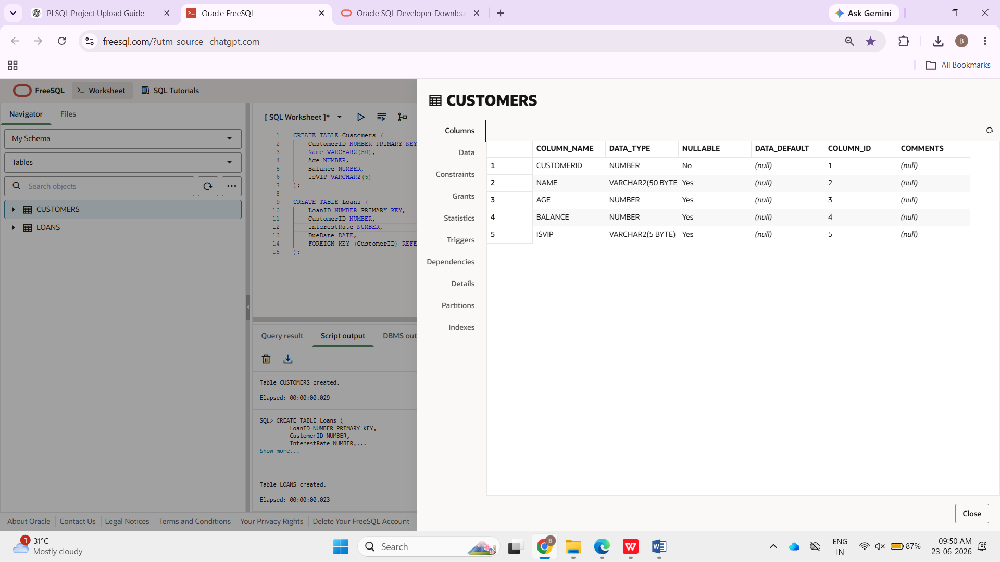 PLSQL Project Upload Guide
Oracle FreeSQL
Oracle SQL Developer Downloa
Ask Gemini
freesql.com/?utm_source=chatgpt.com
B
All Bookmarks
FreeSQL
Worksheet
SQL Tutorials
Navigator
Files
My Schema
Tables
Search objects
CUSTOMERS
LOANS
[ SQL Worksheet ]*
1 CREATE TABLE Customers (
2 CustomerID NUMBER PRIMARY KEY
3 Name VARCHAR2(50),
4 Age NUMBER,
5 Balance NUMBER,
6 IsVIP VARCHAR2(5)
7 );
8
9 CREATE TABLE Loans (
10 LoanID NUMBER PRIMARY KEY,
11 CustomerID NUMBER,
12 InterestRate NUMBER,
13 DueDate DATE,
14 FOREIGN KEY (CustomerID) REFE
15 );
Query result
Script output
DBMS out
Table CUSTOMERS created.
Elapsed: 00:00:00.029
SQL> CREATE TABLE Loans (
LoanID NUMBER PRIMARY KEY,
CustomerID NUMBER,
InterestRate NUMBER,...
Show more...
Table LOANS created.
Elapsed: 00:00:00.023
CUSTOMERS
Columns
Data
Constraints
Grants
Statistics
Triggers
Dependencies
Details
Partitions
Indexes
COLUMN_NAME DATA_TYPE NULLABLE DATA_DEFAULT COLUMN_ID COMMENTS
1 CUSTOMERID NUMBER No (null) 1 (null)
2 NAME VARCHAR2(50 BYTE) Yes (null) 2 (null)
3 AGE NUMBER Yes (null) 3 (null)
4 BALANCE NUMBER Yes (null) 4 (null)
5 ISVIP VARCHAR2(5 BYTE) Yes (null) 5 (null)
Close
About Oracle
Contact Us
Legal Notices
Terms and Conditions
Your Privacy Rights
Delete Your FreeSQL Account
1
31°C
Mostly cloudy
Search
B
W
W
ENG
IN
87%
09:50 AM
23-06-2026